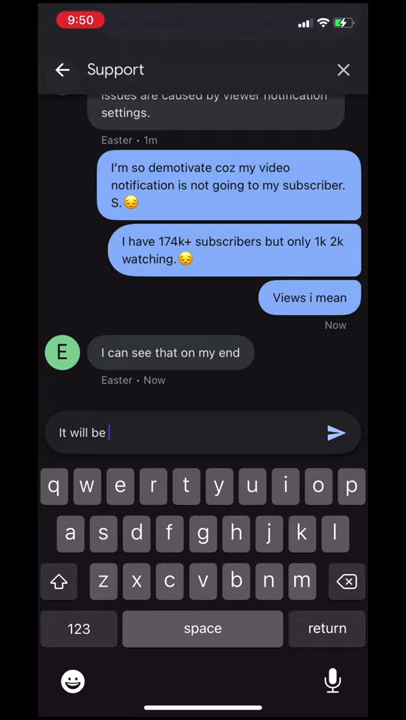 9:50
Support
issues are caused by viewer notification
settings.
Easter • 1m
I'm so demotivate coz my video
notification is not going to my subscriber.
S.😔
I have 174k+ subscribers but only 1k 2k
watching.😔
Views i mean
Now
E
I can see that on my end
Easter • Now
It will be
q w e r t y u i o p
a s d f g h j k l
z x c v b n m
123 space return